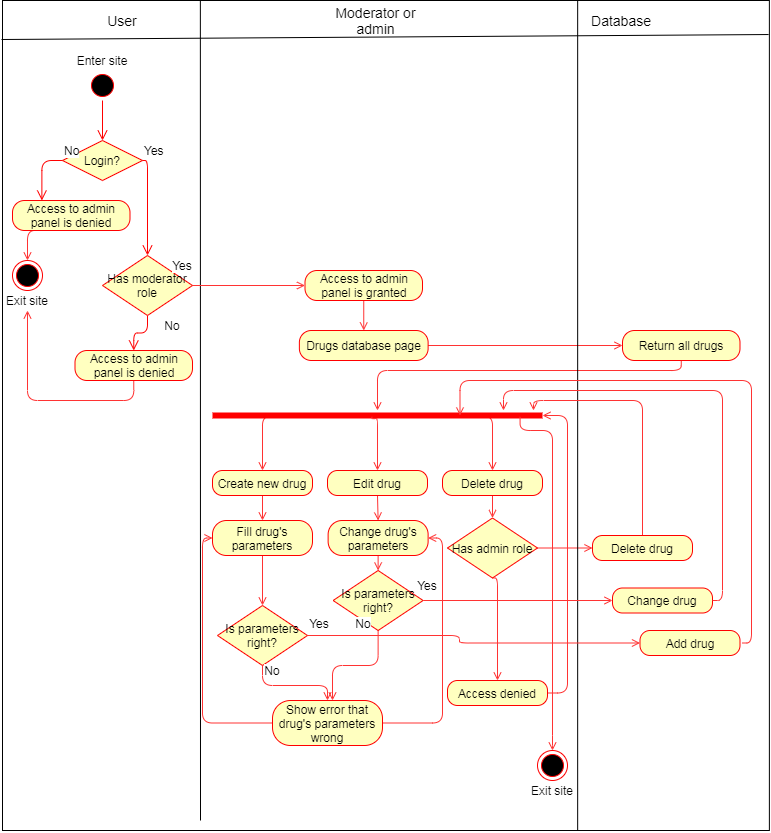 User
Moderator or
admin
Database
Enter site
No
Yes
Login?
Access to admin
panel is denied
Exit site
Has moderator
role
Yes
No
Access to admin
panel is denied
Access to admin
panel is granted
Drugs database page
Return all drugs
Create new drug
Edit drug
Delete drug
Fill drug's
parameters
Change drug's
parameters
Has admin role
Delete drug
Is parameters
right?
Yes
No
Change drug
Is parameters
right?
Yes
No
Add drug
Show error that
drug's parameters
wrong
Access denied
Exit site